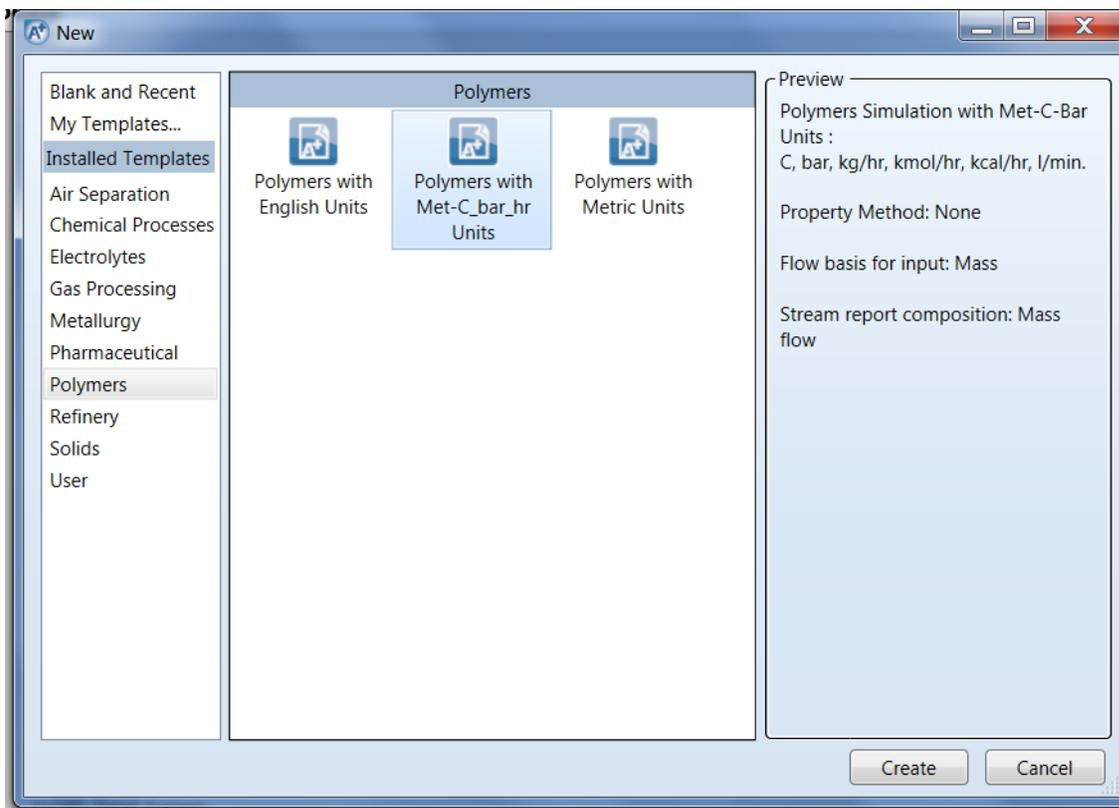 New
Blank and Recent
My Templates...
Installed Templates
Air Separation
Chemical Processes
Electrolytes
Gas Processing
Metallurgy
Pharmaceutical
Polymers
Refinery
Solids
User
Polymers
Polymers with
English Units
Polymers with
Met-C_bar_hr
Units
Polymers with
Metric Units
Preview
Polymers Simulation with Met-C-Bar
Units :
C, bar, kg/hr, kmol/hr, kcal/hr, l/min.
Property Method: None
Flow basis for input: Mass
Stream report composition: Mass
flow
Create
Cancel